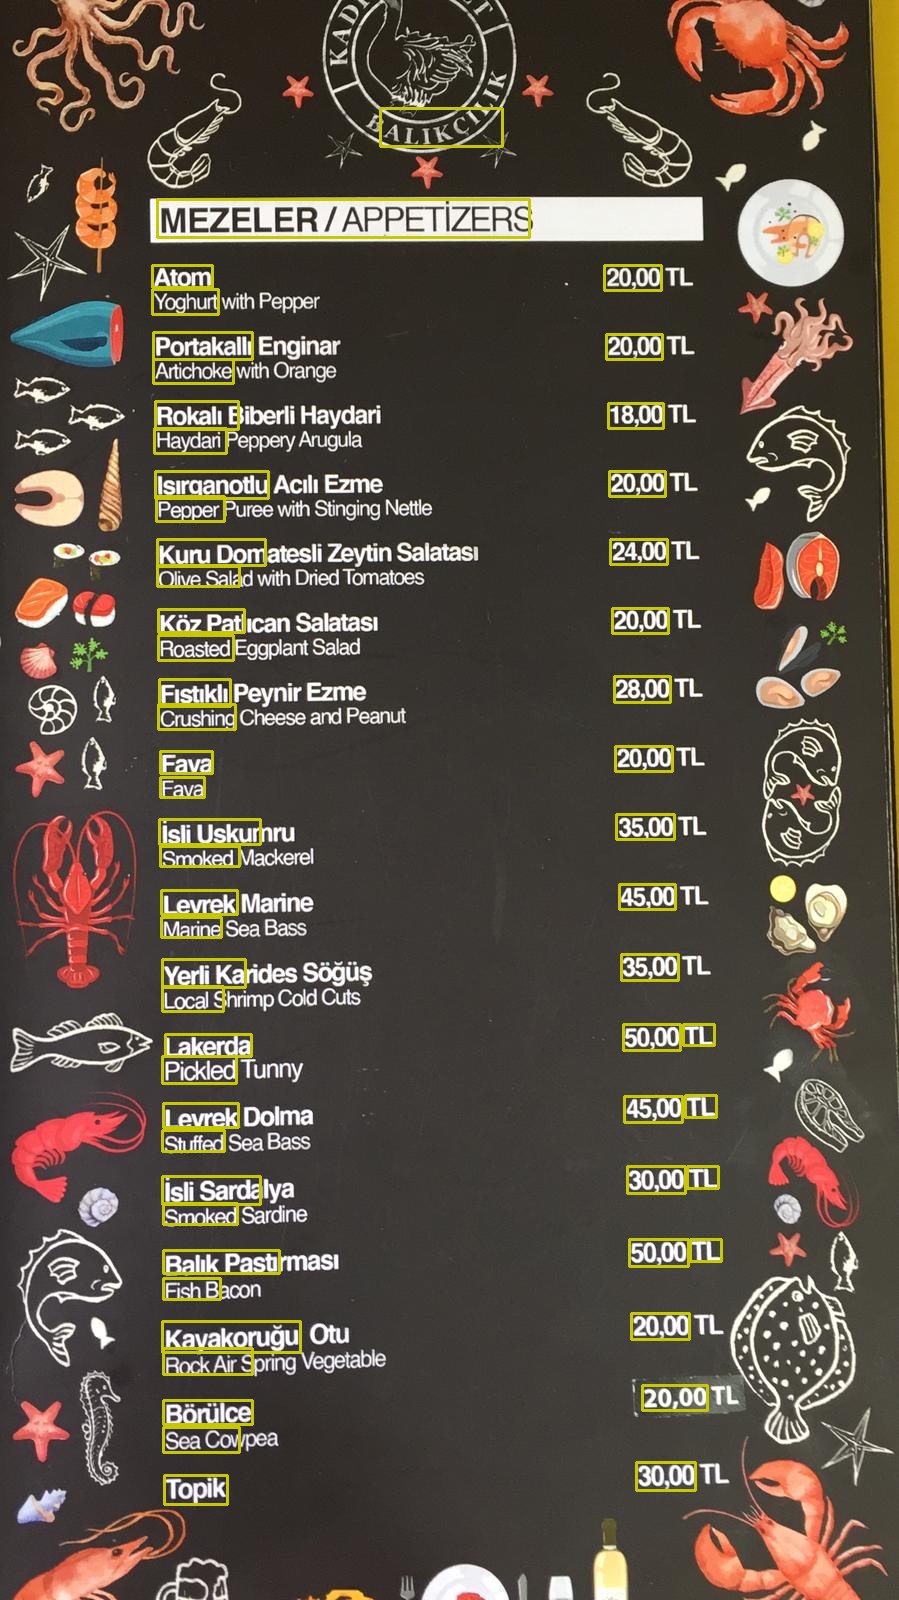 BALIKÇILIK
MEZELER / APPETİZERS
Atom 20,00 TL
Yoghurt with Pepper
Portakallı Enginar 20,00 TL
Artichoke with Orange
Rokalı Biberli Haydari 18,00 TL
Haydari Peppery Arugula
Isırganotlu Acılı Ezme 20,00 TL
Pepper Puree with Stinging Nettle
Kuru Domatesli Zeytin Salatası 24,00 TL
Olive Salad with Dried Tomatoes
Köz Patlıcan Salatası 20,00 TL
Roasted Eggplant Salad
Fıstıklı Peynir Ezme 28,00 TL
Crushing Cheese and Peanut
Fava 20,00 TL
Fava
İsli Uskumru 35,00 TL
Smoked Mackerel
Levrek Marine 45,00 TL
Marine Sea Bass
Yerli Karides Söğüş 35,00 TL
Local Shrimp Cold Cuts
Lakerda 50,00 TL
Pickled Tunny
Levrek Dolma 45,00 TL
Stuffed Sea Bass
İsli Sardalya 30,00 TL
Smoked Sardine
Balık Pastırması 50,00 TL
Fish Bacon
Kayakoruğu Otu 20,00 TL
Rock Air Spring Vegetable
Börülce 20,00 TL
Sea Cowpea
Topik 30,00 TL